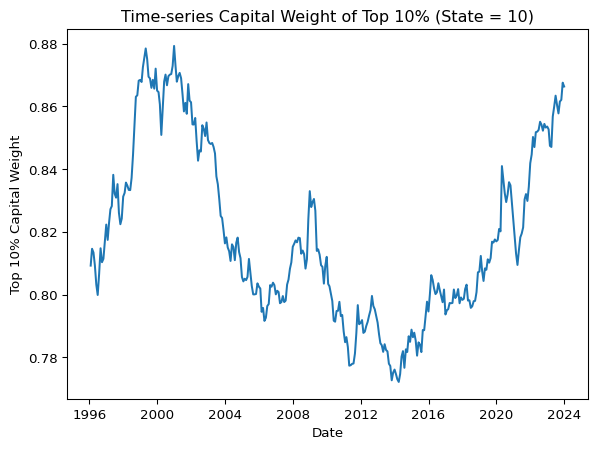 Time-series Capital Weight of Top 10% (State = 10)
Top 10% Capital Weight
0.88
0.86
0.84
0.82
0.80
0.78
1996 2000 2004 2008 2012 2016 2020 2024
Date